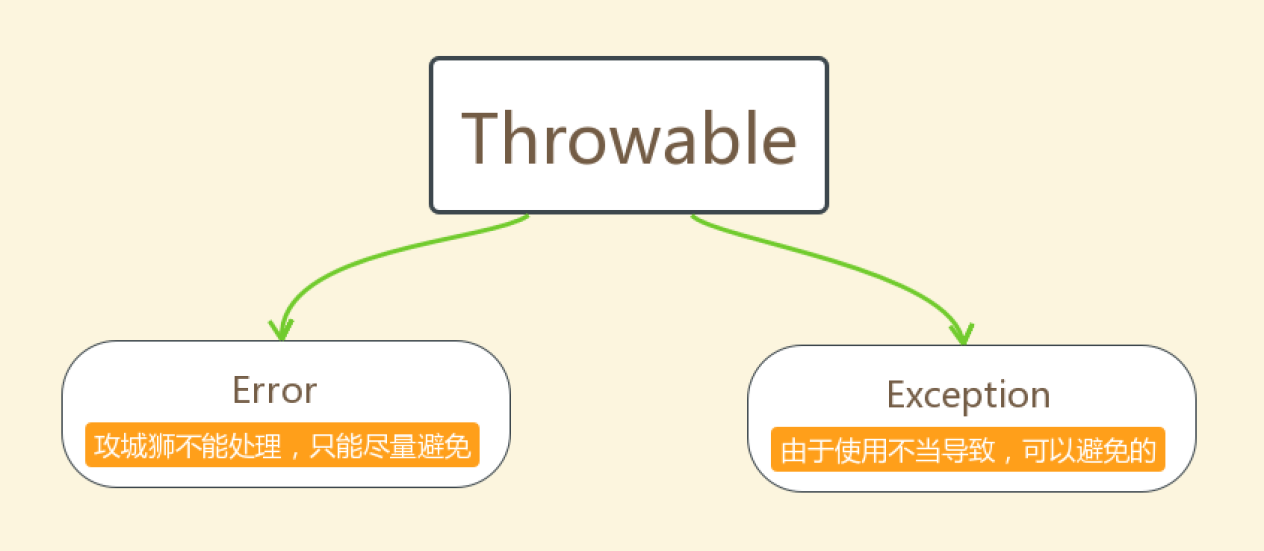 Throwable
Error
攻城狮不能处理，只能尽量避免
Exception
由于使用不当导致，可以避免的